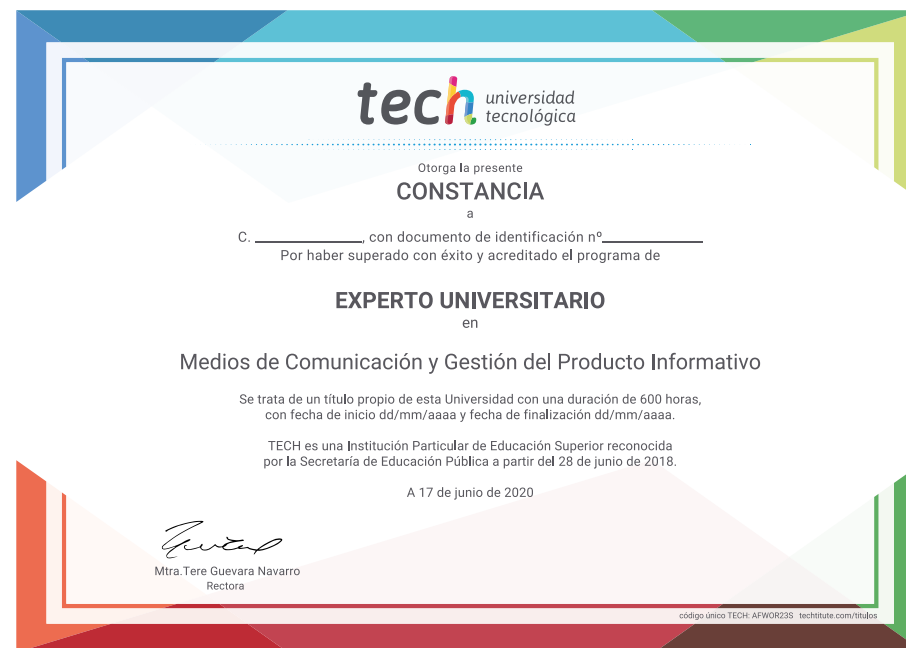 tech universidad
tecnológica
Otorga la presente
CONSTANCIA
a
C. ____________, con documento de identificación nº____________
Por haber superado con éxito y acreditado el programa de
EXPERTO UNIVERSITARIO
en
Medios de Comunicación y Gestión del Producto Informativo
Se trata de un título propio de esta Universidad con una duración de 600 horas,
con fecha de inicio dd/mm/aaaa y fecha de finalización dd/mm/aaaa.
TECH es una Institución Particular de Educación Superior reconocida
por la Secretaría de Educación Pública a partir del 28 de junio de 2018.
A 17 de junio de 2020
Mtra.Tere Guevara Navarro
Rectora
código único TECH: AFWOR23S techtitute.com/titulos